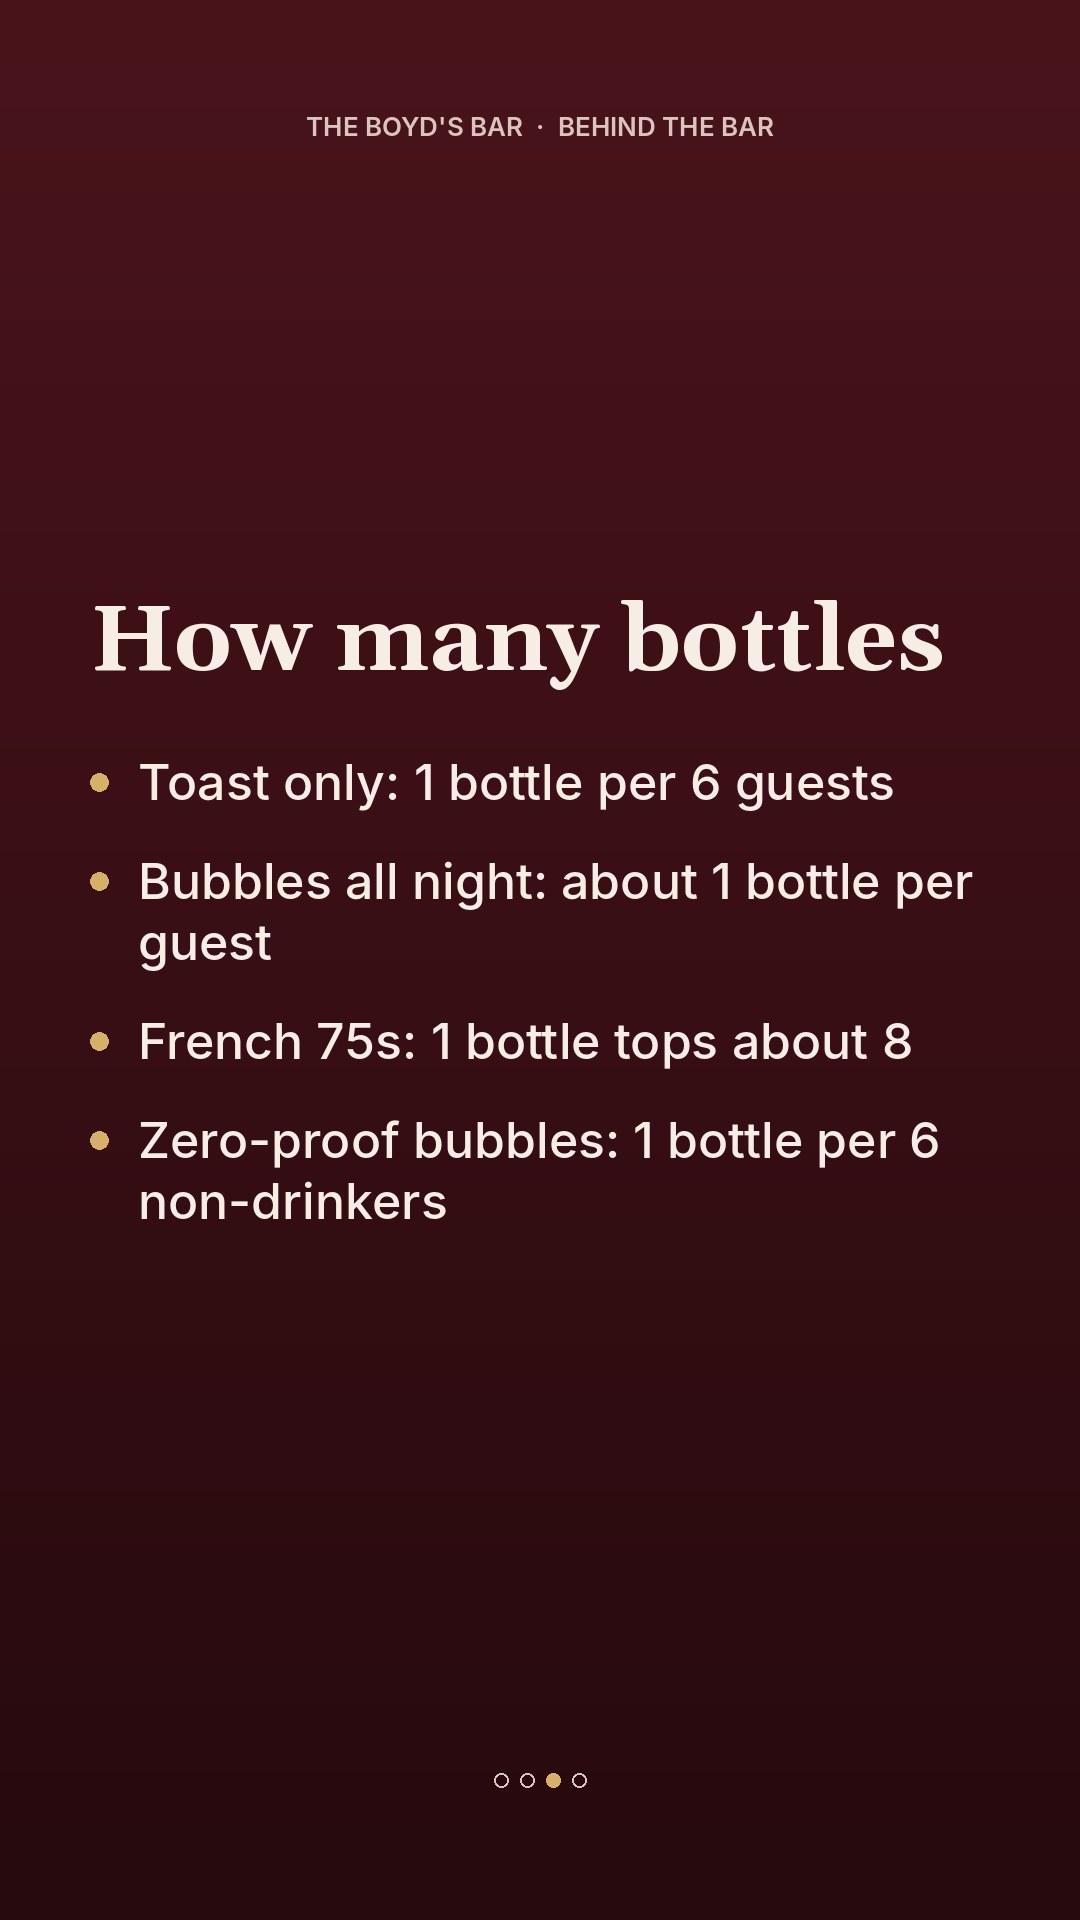 THE BOYD'S BAR · BEHIND THE BAR
How many bottles
Toast only: 1 bottle per 6 guests
Bubbles all night: about 1 bottle per
guest
French 75s: 1 bottle tops about 8
Zero-proof bubbles: 1 bottle per 6
non-drinkers